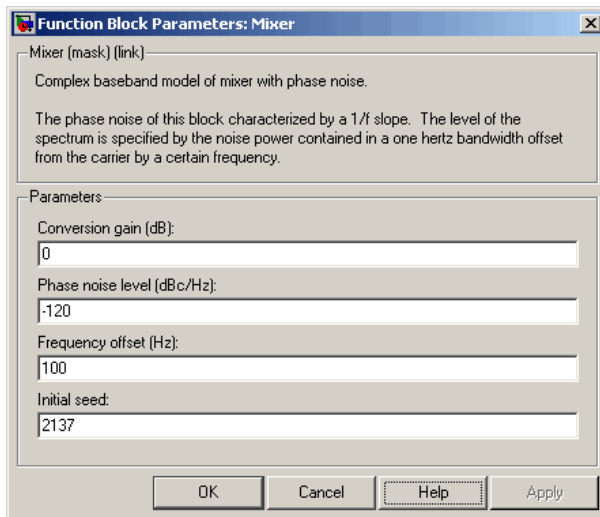 Function Block Parameters: Mixer
Mixer (mask) (link)
Complex baseband model of mixer with phase noise.
The phase noise of this block characterized by a 1/f slope. The level of the
spectrum is specified by the noise power contained in a one hertz bandwidth offset
from the carrier by a certain frequency.
Parameters
Conversion gain (dB):
0
Phase noise level (dBc/Hz):
-120
Frequency offset (Hz):
100
Initial seed:
2137
OK Cancel Help Apply